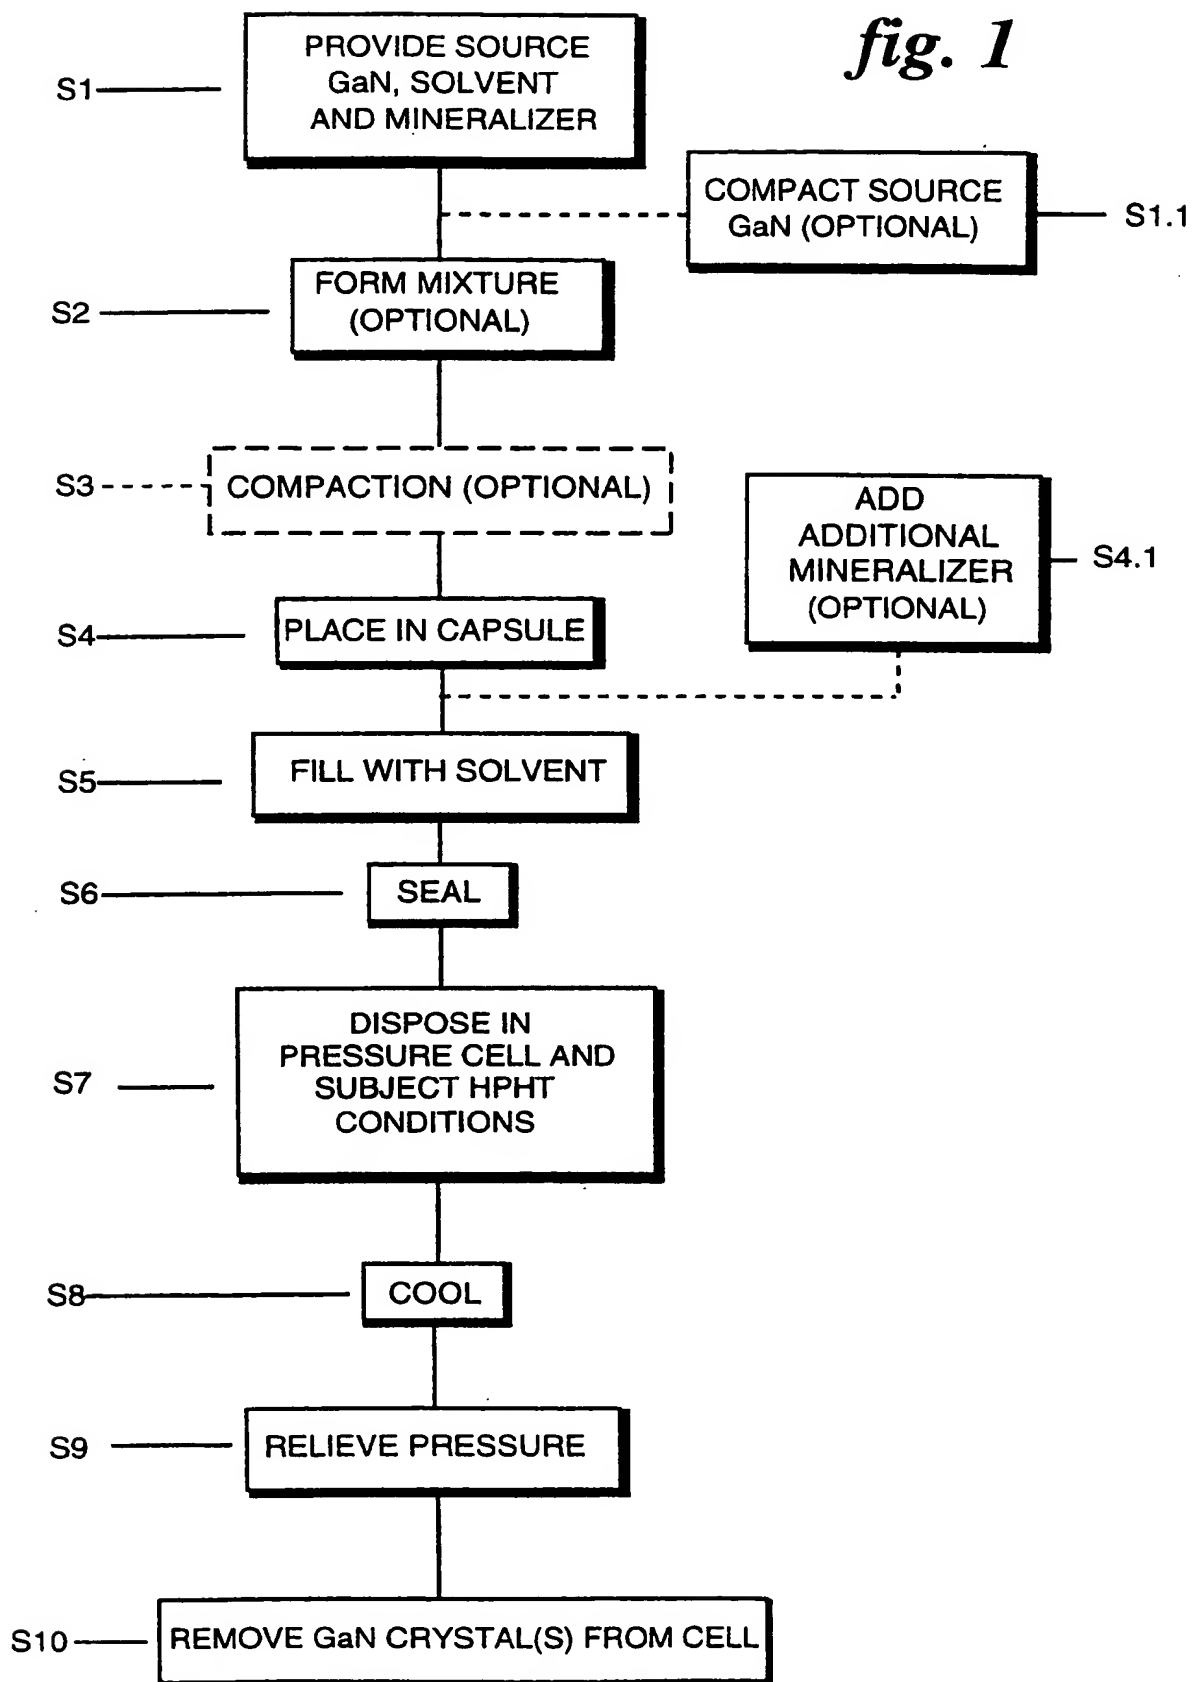 fig. 1
S1
PROVIDE SOURCE
GaN, SOLVENT
AND MINERALIZER
COMPACT SOURCE
GaN (OPTIONAL)
S1.1
S2
FORM MIXTURE
(OPTIONAL)
S3
COMPACTION (OPTIONAL)
ADD
ADDITIONAL
MINERALIZER
(OPTIONAL)
S4.1
S4
PLACE IN CAPSULE
S5
FILL WITH SOLVENT
S6
SEAL
S7
DISPOSE IN
PRESSURE CELL AND
SUBJECT HPHT
CONDITIONS
S8
COOL
S9
RELIEVE PRESSURE
S10
REMOVE GaN CRYSTAL(S) FROM CELL